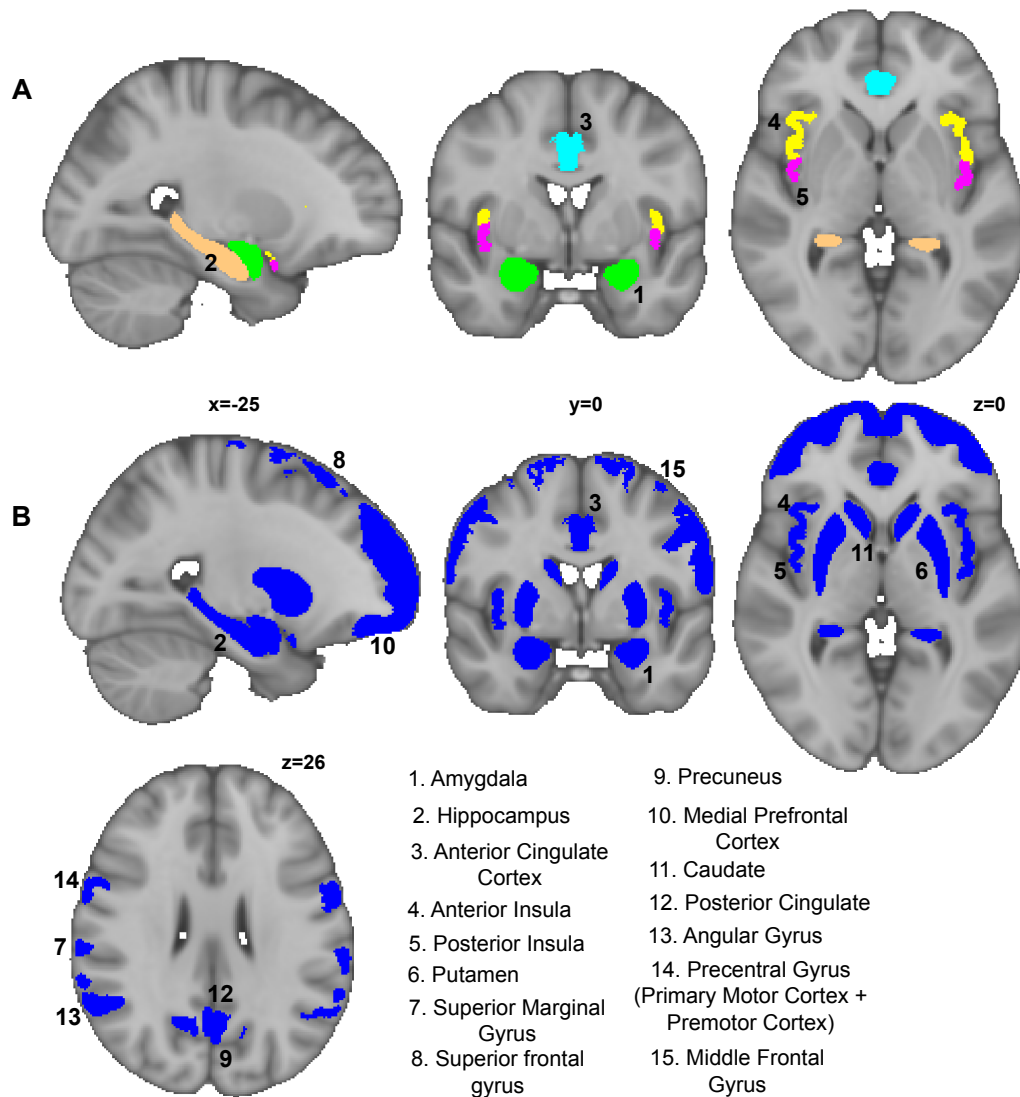 A
3
4
5
2
1
x=-25
y=0
z=0
8
15
B
3
4
5
11
6
2
10
1
z=26
14
7
12
13
9
1. Amygdala
2. Hippocampus
3. Anterior Cingulate
Cortex
4. Anterior Insula
5. Posterior Insula
6. Putamen
7. Superior Marginal
Gyrus
8. Superior frontal
gyrus
9. Precuneus
10. Medial Prefrontal
Cortex
11. Caudate
12. Posterior Cingulate
13. Angular Gyrus
14. Precentral Gyrus
(Primary Motor Cortex +
Premotor Cortex)
15. Middle Frontal
Gyrus